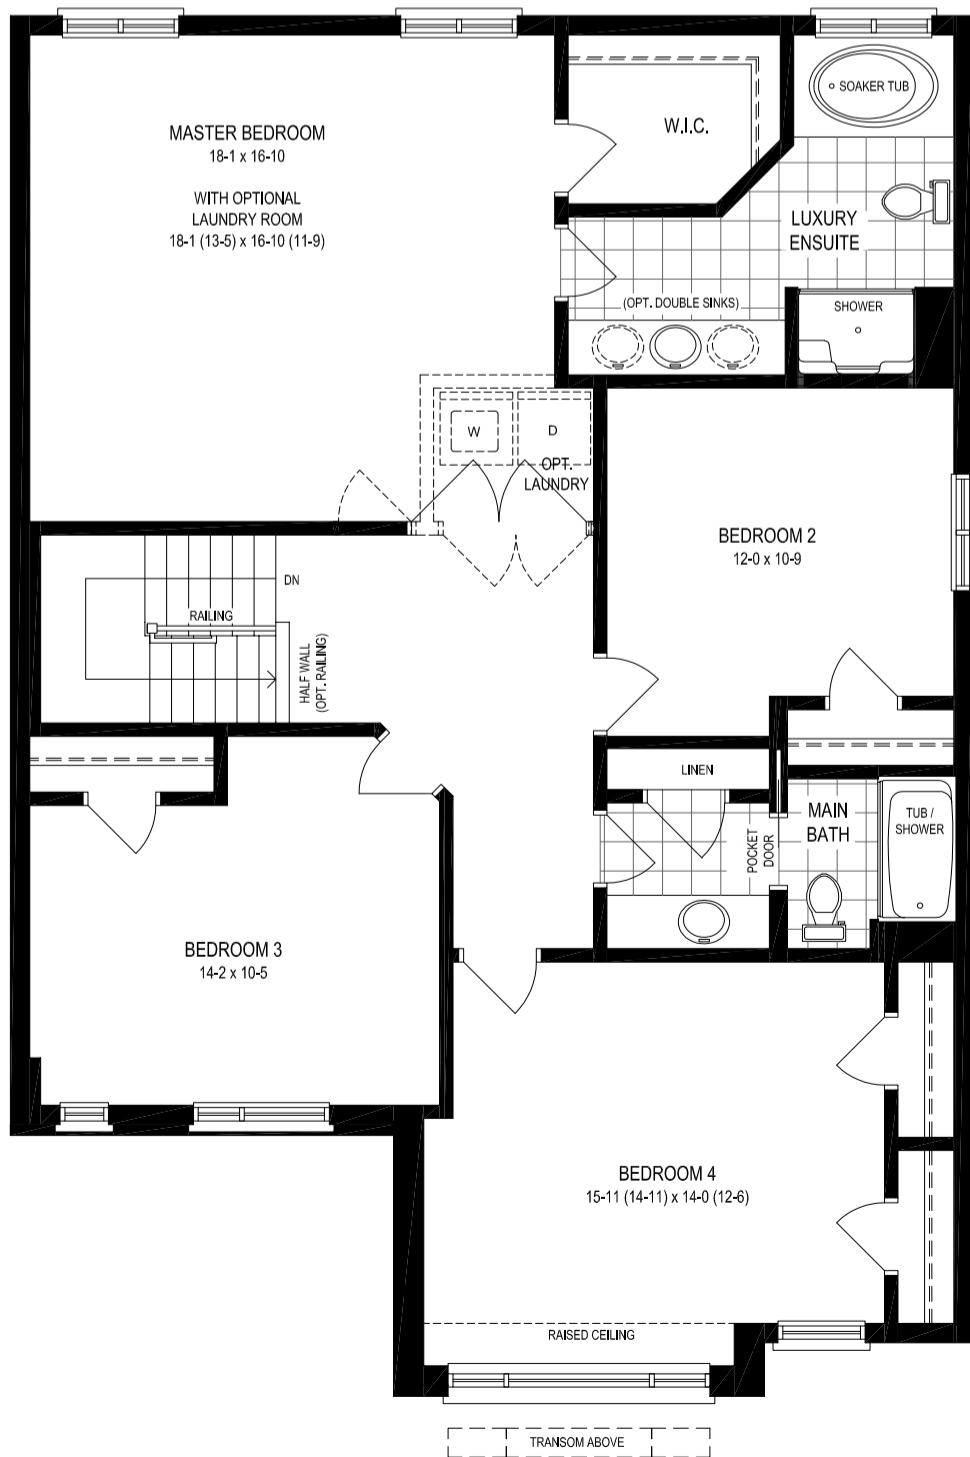 SOAKER TUB
MASTER BEDROOM
18-1 x 16-10
WITH OPTIONAL
LAUNDRY ROOM
18-1 (13-5) x 16-10 (11-9)
W.I.C.
LUXURY
ENSUITE
(OPT. DOUBLE SINKS)
SHOWER
W
D
OPT.
LAUNDRY
BEDROOM 2
12-0 x 10-9
DN
RAILING
HALF WALL
(OPT. RAILING)
LINEN
POCKET
DOOR
MAIN
BATH
TUB /
SHOWER
BEDROOM 3
14-2 x 10-5
BEDROOM 4
15-11 (14-11) x 14-0 (12-6)
RAISED CEILING
TRANSOM ABOVE